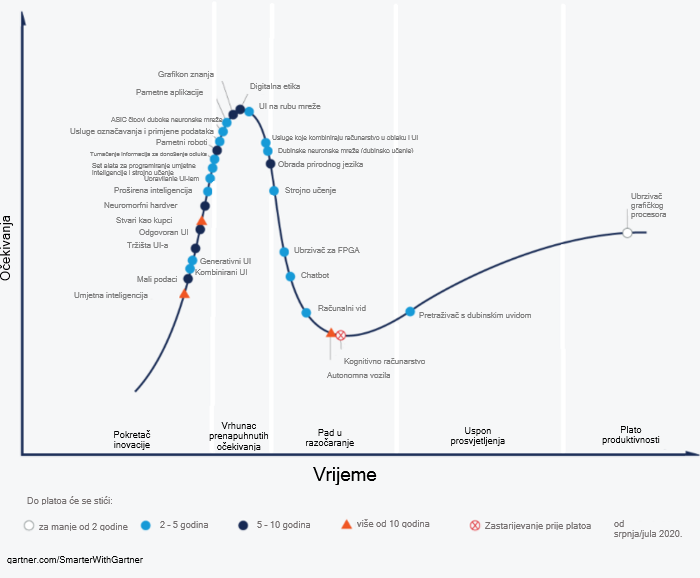 Grafikon znanja
Digitalna etika
Pametne aplikacije
UI na rubu mreže
ASIC čipovi duboke neuronske mreže
Usluge označavanja i primjene podataka
Usluge koje kombiniraju računarstvo u oblaku i UI
Pametni roboti
Dubinske neuronske mreže (dubinsko učenje)
Tumačenje informacija za donošenje odluka
Obrada prirodnog jezika
Set alata za programiranje umjetne
inteligencije i strojno učenje
Upravljanje UI-jem
Proširena inteligencija
Strojno učenje
Neuromorfni hardver
Stvari kao kupci
Odgovoran UI
Tržišta UI-a
Ubrzivač za FPGA
Generativni UI
Kombinirani UI
Chatbot
Mali podaci
Umjetna inteligencija
Računalni vid
Pretraživač s dubinskim uvidom
Ubrzivač
grafičkog
procesora
Kognitivno računarstvo
Autonomna vozila
Očekivanja
Pokretač
inovacije
Vrhunac
prenapuhnutih
očekivanja
Pad u
razočaranje
Uspon
prosvjetljenja
Plato
produktivnosti
Vrijeme
Do platoa će se stići:
za manje od 2 godine
2 - 5 godina
5 - 10 godina
više od 10 godina
Zastarijevanje prije platoa
od
srpnja/jula 2020.
gartner.com/SmarterWithGartner